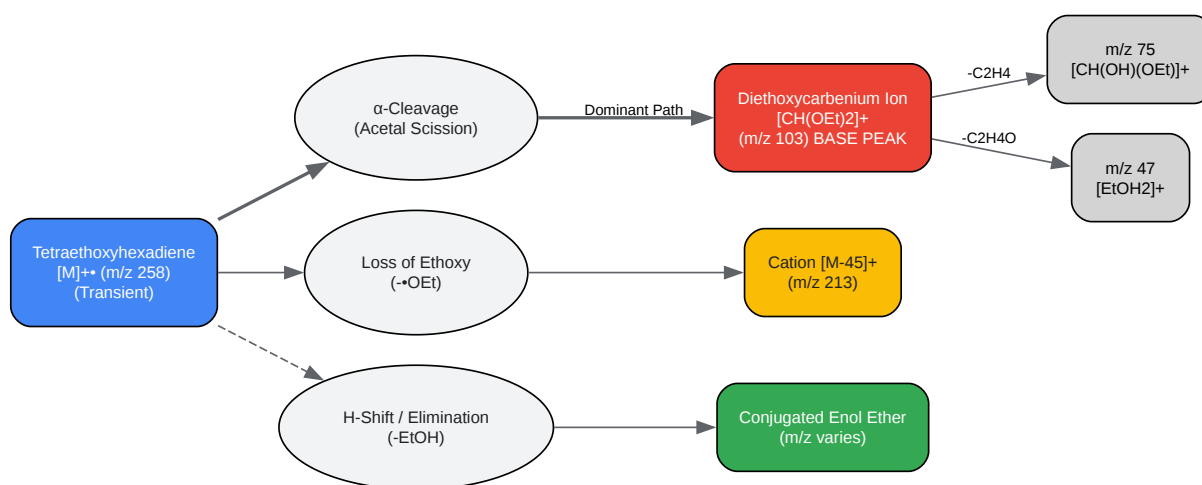 Tetraethoxyhexadiene
[M]+• (m/z 258)
(Transient)
α-Cleavage
(Acetal Scission)
Dominant Path
Diethoxycarbenium Ion
[CH(OEt)2]+
(m/z 103) BASE PEAK
-C2H4
m/z 75
[CH(OH)(OEt)]+
-C2H4O
m/z 47
[EtOH2]+
Loss of Ethoxy
(-•OEt)
Cation [M-45]+
(m/z 213)
H-Shift / Elimination
(-EtOH)
Conjugated Enol Ether
(m/z varies)